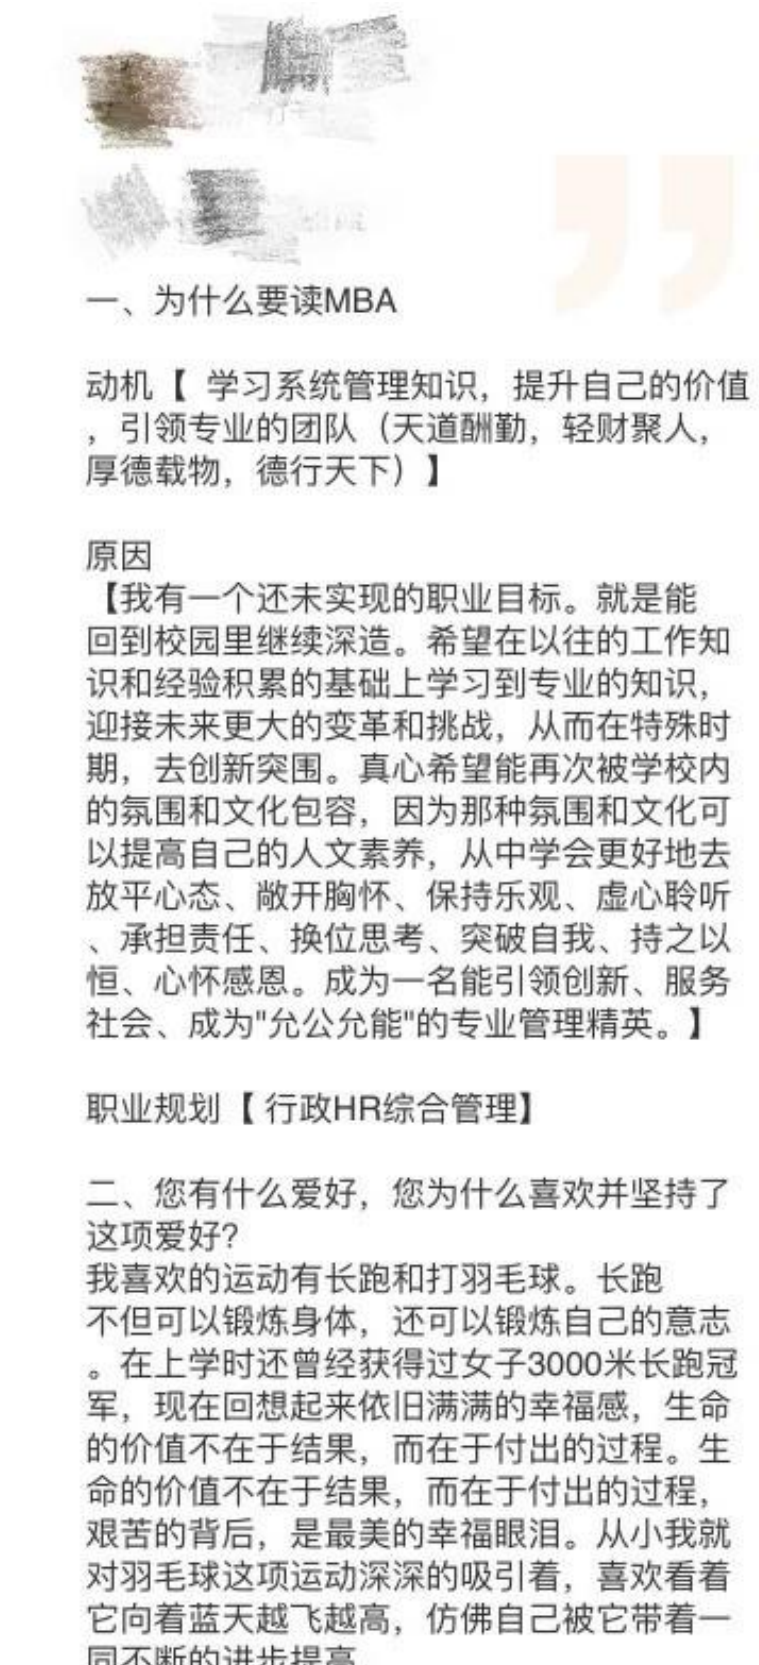 一、为什么要读MBA
动机【 学习系统管理知识，提升自己的价值
，引领专业的团队（天道酬勤，轻财聚人，
厚德载物，德行天下）】
原因
【我有一个还未实现的职业目标。就是能
回到校园里继续深造。希望在以往的工作知
识和经验积累的基础上学习到专业的知识，
迎接未来更大的变革和挑战，从而在特殊时
期，去创新突围。真心希望能再次被学校内
的氛围和文化包容，因为那种氛围和文化可
以提高自己的人文素养，从中学会更好地去
放平心态、敞开胸怀、保持乐观、虚心聆听
、承担责任、换位思考、突破自我、持之以
恒、心怀感恩。成为一名能引领创新、服务
社会、成为"允公允能"的专业管理精英。】
职业规划【 行政HR综合管理】
二、您有什么爱好，您为什么喜欢并坚持了
这项爱好?
我喜欢的运动有长跑和打羽毛球。长跑
不但可以锻炼身体，还可以锻炼自己的意志
。在上学时还曾经获得过女子3000米长跑冠
军，现在回想起来依旧满满的幸福感，生命
的价值不在于结果，而在于付出的过程。生
命的价值不在于结果，而在于付出的过程，
艰苦的背后，是最美的幸福眼泪。从小我就
对羽毛球这项运动深深的吸引着，喜欢看着
它向着蓝天越飞越高，仿佛自己被它带着一
同不断的进步提高